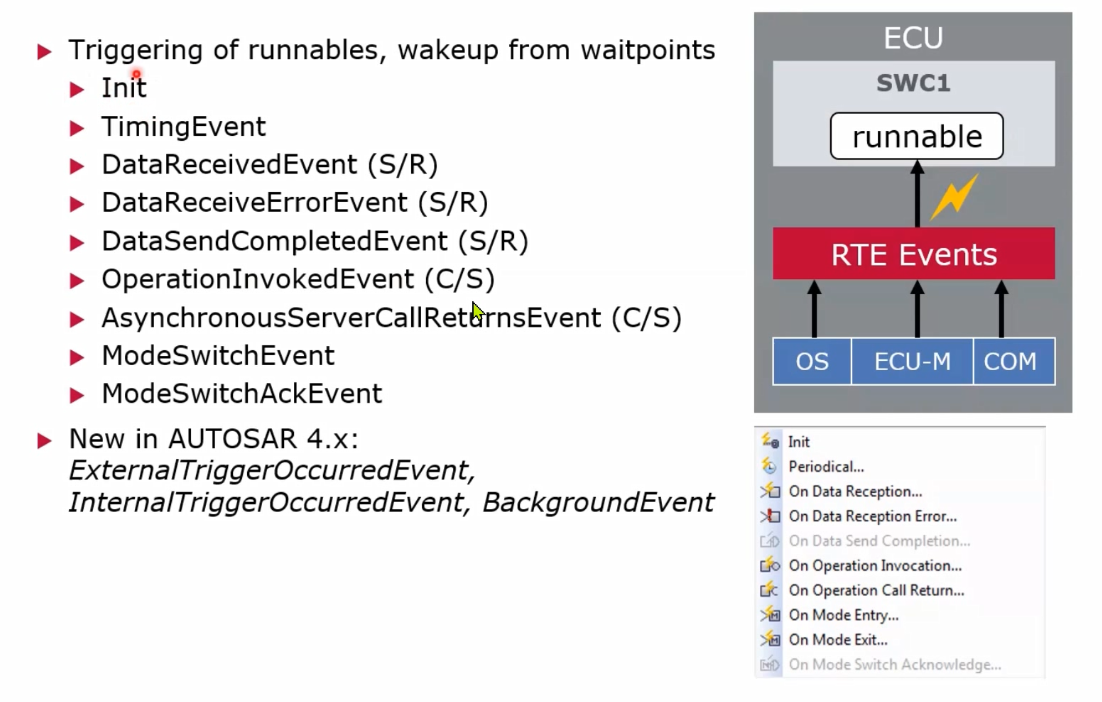 Triggering of runnables, wakeup from waitpoints
Init
TimingEvent
DataReceivedEvent (S/R)
DataReceiveErrorEvent (S/R)
DataSendCompletedEvent (S/R)
OperationInvokedEvent (C/S)
AsynchronousServerCallReturnsEvent (C/S)
ModeSwitchEvent
ModeSwitchAckEvent
New in AUTOSAR 4.x:
ExternalTriggerOccurredEvent,
InternalTriggerOccurredEvent, BackgroundEvent
ECU
SWC1
runnable
RTE Events
OS
ECU-M
COM
Init
Periodical...
On Data Reception...
On Data Reception Error...
On Data Send Completion...
On Operation Invocation...
On Operation Call Return...
On Mode Entry...
On Mode Exit...
On Mode Switch Acknowledge...